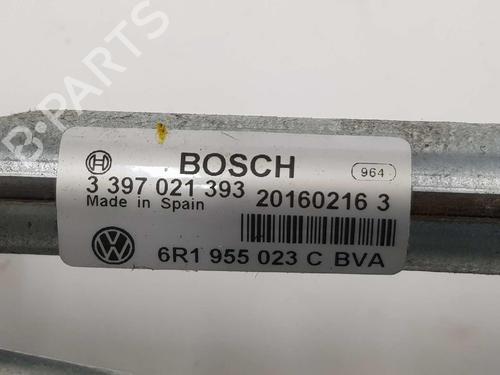 B-PARTS
BOSCH
964
3 397 021 393 20160216 3
Made in Spain
6R1 955 023 C BVA